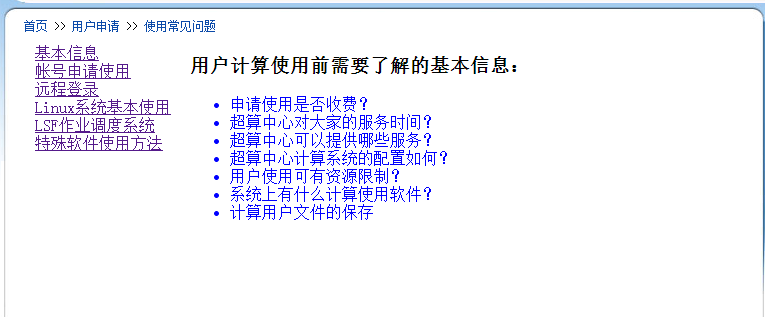 首页 >> 用户申请 >> 使用常见问题
基本信息
帐号申请使用
远程登录
Linux系统基本使用
LSF作业调度系统
特殊软件使用方法
用户计算使用前需要了解的基本信息:
申请使用是否收费?
超算中心对大家的服务时间?
超算中心可以提供哪些服务?
超算中心计算系统的配置如何?
用户使用可有资源限制?
系统上有什么计算使用软件?
计算用户文件的保存